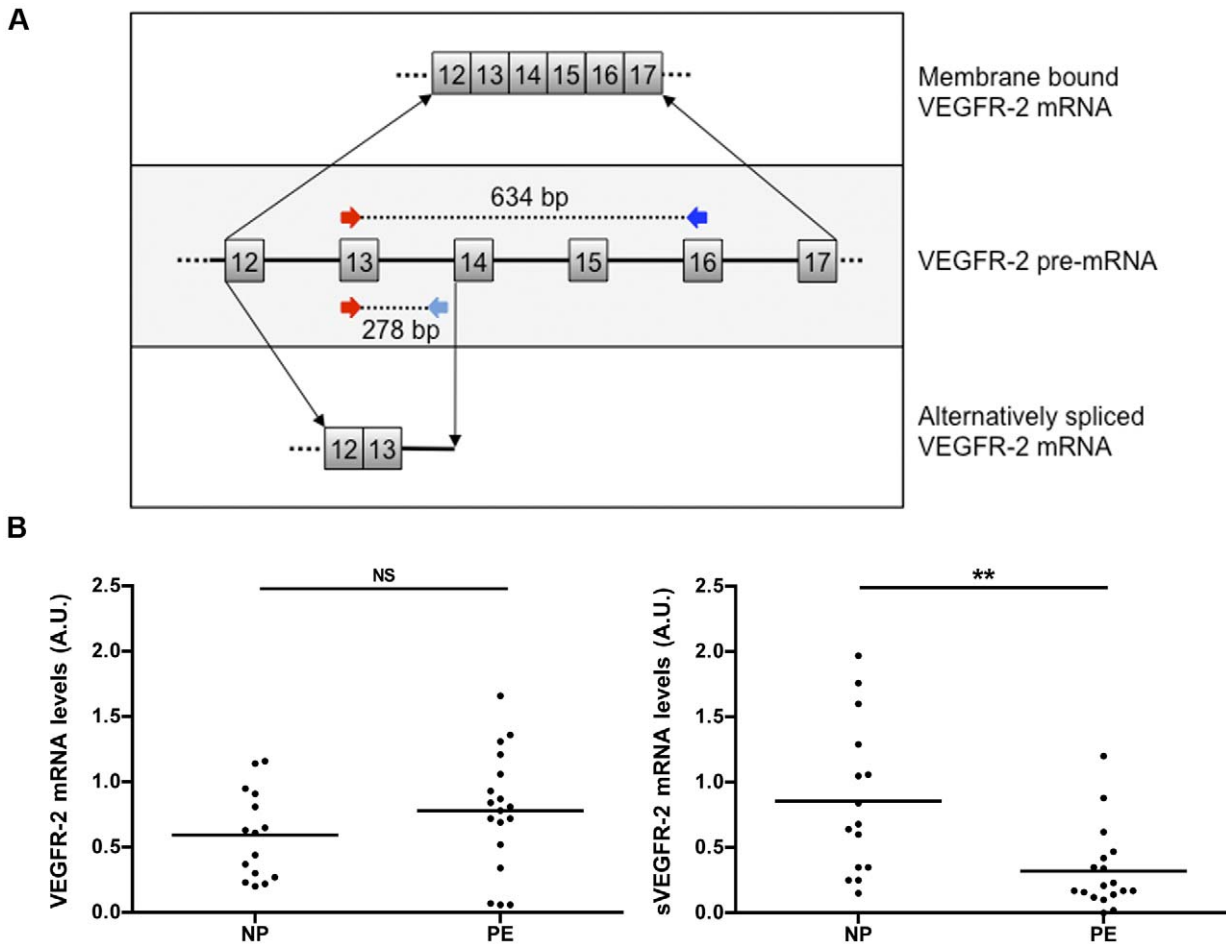 A
12 13 14 15 16 17
Membrane bound
VEGFR-2 mRNA
634 bp
12 13 14 15 16 17
VEGFR-2 pre-mRNA
278 bp
12 13
Alternatively spliced
VEGFR-2 mRNA
B
NS
VEGFR-2 mRNA levels (A.U.)
2.5
2.0
1.5
1.0
0.5
0.0
NP PE
**
sVEGFR-2 mRNA levels (A.U.)
2.5
2.0
1.5
1.0
0.5
0.0
NP PE